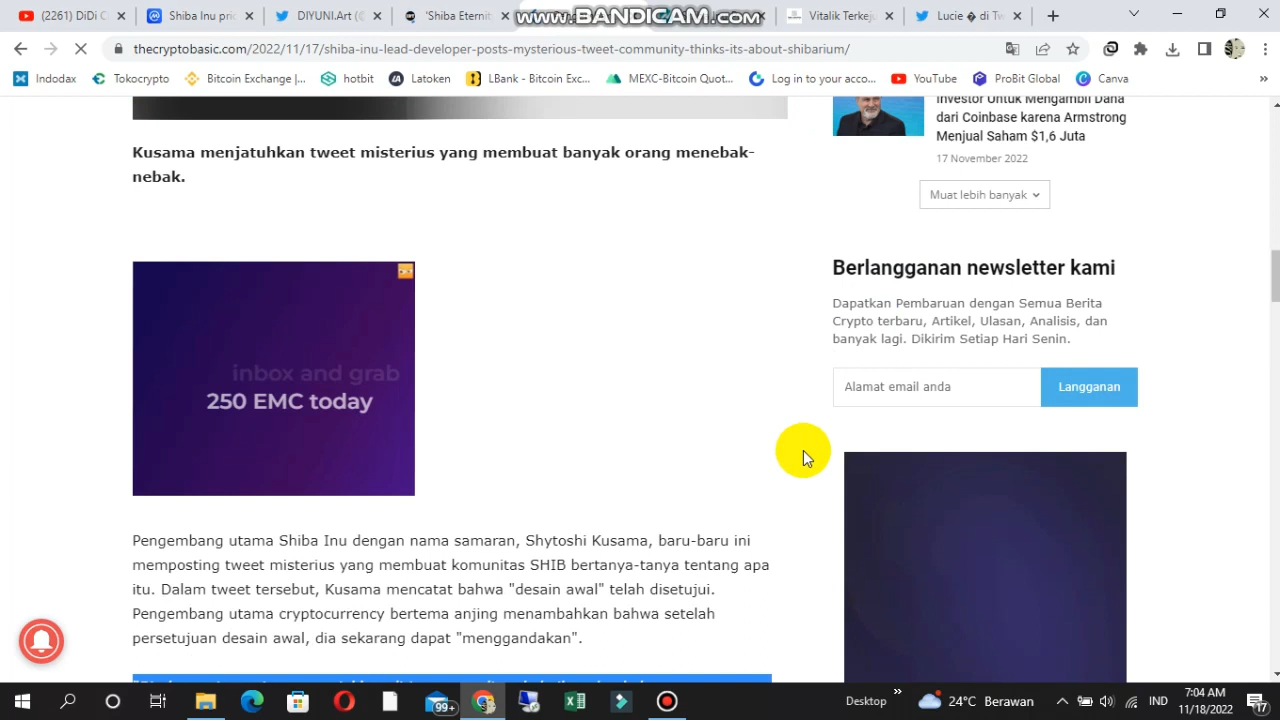 (2261) DiDi C
Shiba Inu pric
DIYUNI.Art (
'Shiba Eternit
www.BANDICAM.com
Vitalik Terkej
Lucie � di Tw
thecryptobasic.com/2022/11/17/shiba-inu-lead-developer-posts-mysterious-tweet-community-thinks-its-about-shibarium/
Indodax
Tokocrypto
Bitcoin Exchange |...
hotbit
Latoken
LBank - Bitcoin Exc...
MEXC-Bitcoin Quot...
Log in to your acco...
YouTube
ProBit Global
Canva
Kusama menjatuhkan tweet misterius yang membuat banyak orang menebak-
nebak.
inbox and grab
250 EMC today
Pengembang utama Shiba Inu dengan nama samaran, Shytoshi Kusama, baru-baru ini
memposting tweet misterius yang membuat komunitas SHIB bertanya-tanya tentang apa
itu. Dalam tweet tersebut, Kusama mencatat bahwa "desain awal" telah disetujui.
Pengembang utama cryptocurrency bertema anjing menambahkan bahwa setelah
persetujuan desain awal, dia sekarang dapat "menggandakan".
Investor Untuk Mengambil Dana
dari Coinbase karena Armstrong
Menjual Saham $1,6 Juta
17 November 2022
Muat lebih banyak
Berlangganan newsletter kami
Dapatkan Pembaruan dengan Semua Berita
Crypto terbaru, Artikel, Ulasan, Analisis, dan
banyak lagi. Dikirim Setiap Hari Senin.
Alamat email anda
Langganan
99+
Desktop
24°C Berawan
IND
7:04 AM
11/18/2022
17